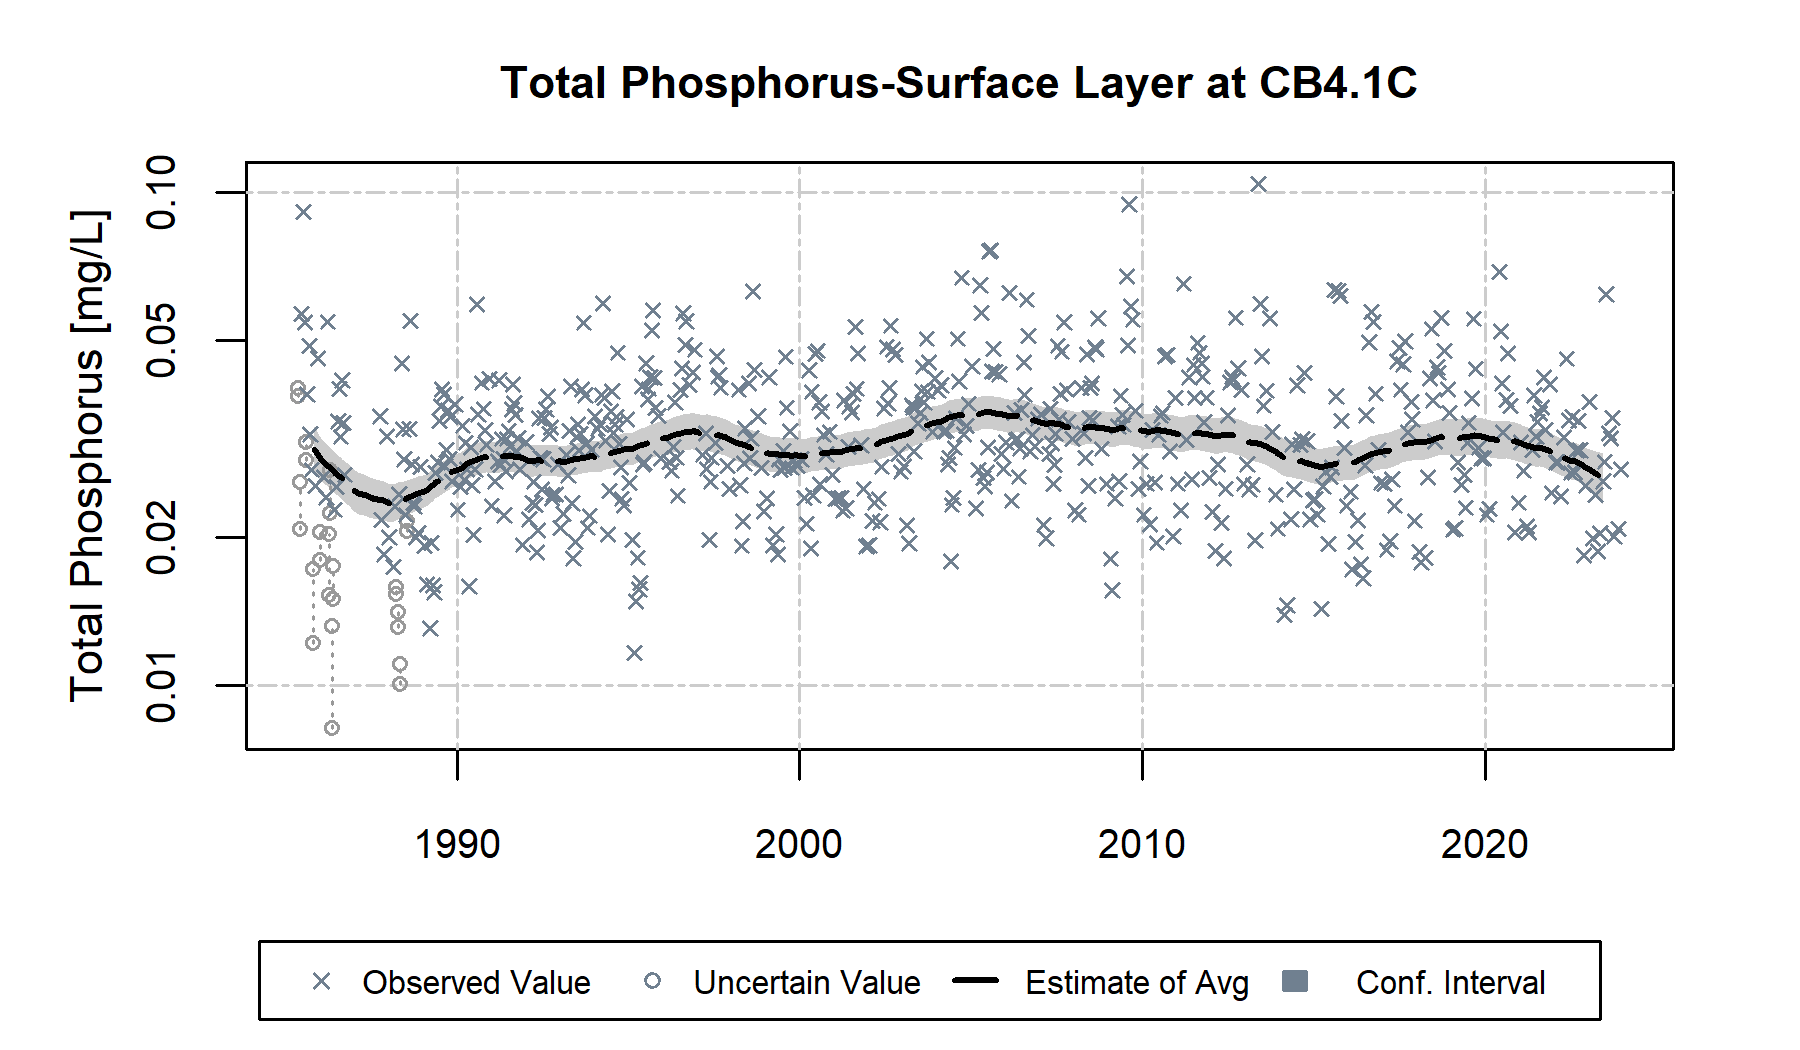 Total Phosphorus-Surface Layer at CB4.1C
Total Phosphorus [mg/L]
0.10
0.05
0.02
0.01
1990 2000 2010 2020
Observed Value Uncertain Value Estimate of Avg Conf. Interval